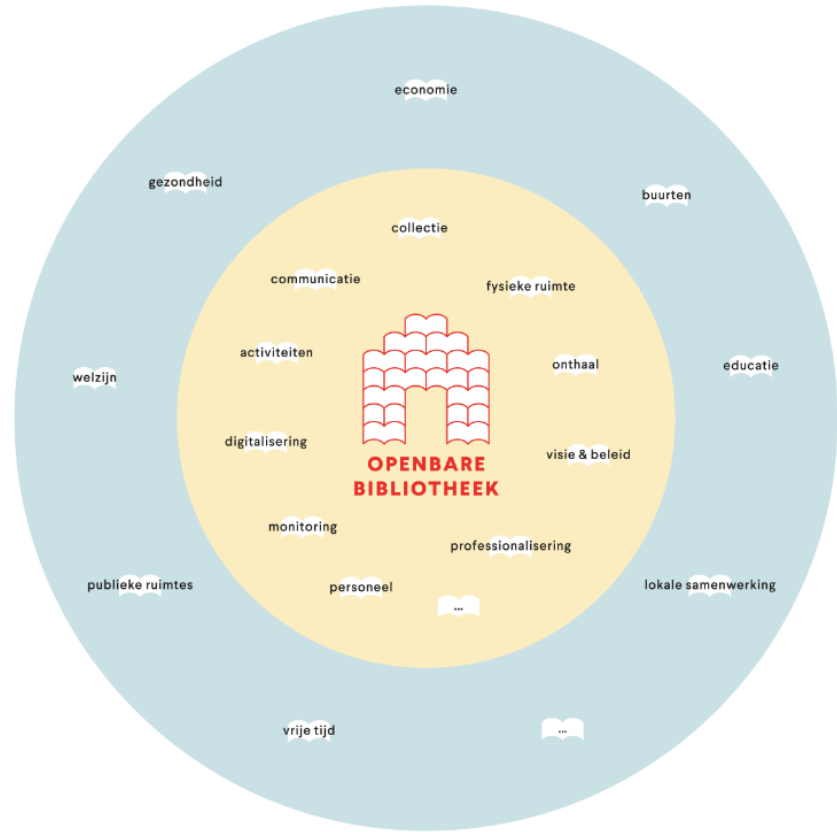 economie
gezondheid
buurten
collectie
communicatie
fysieke ruimte
activiteiten
onthaal
welzijn
educatie
digitalisering
visie & beleid
OPENBARE
BIBLIOTHEEK
monitoring
professionalisering
publieke ruimtes
personeel
lokale samenwerking
...
vrije tijd
...